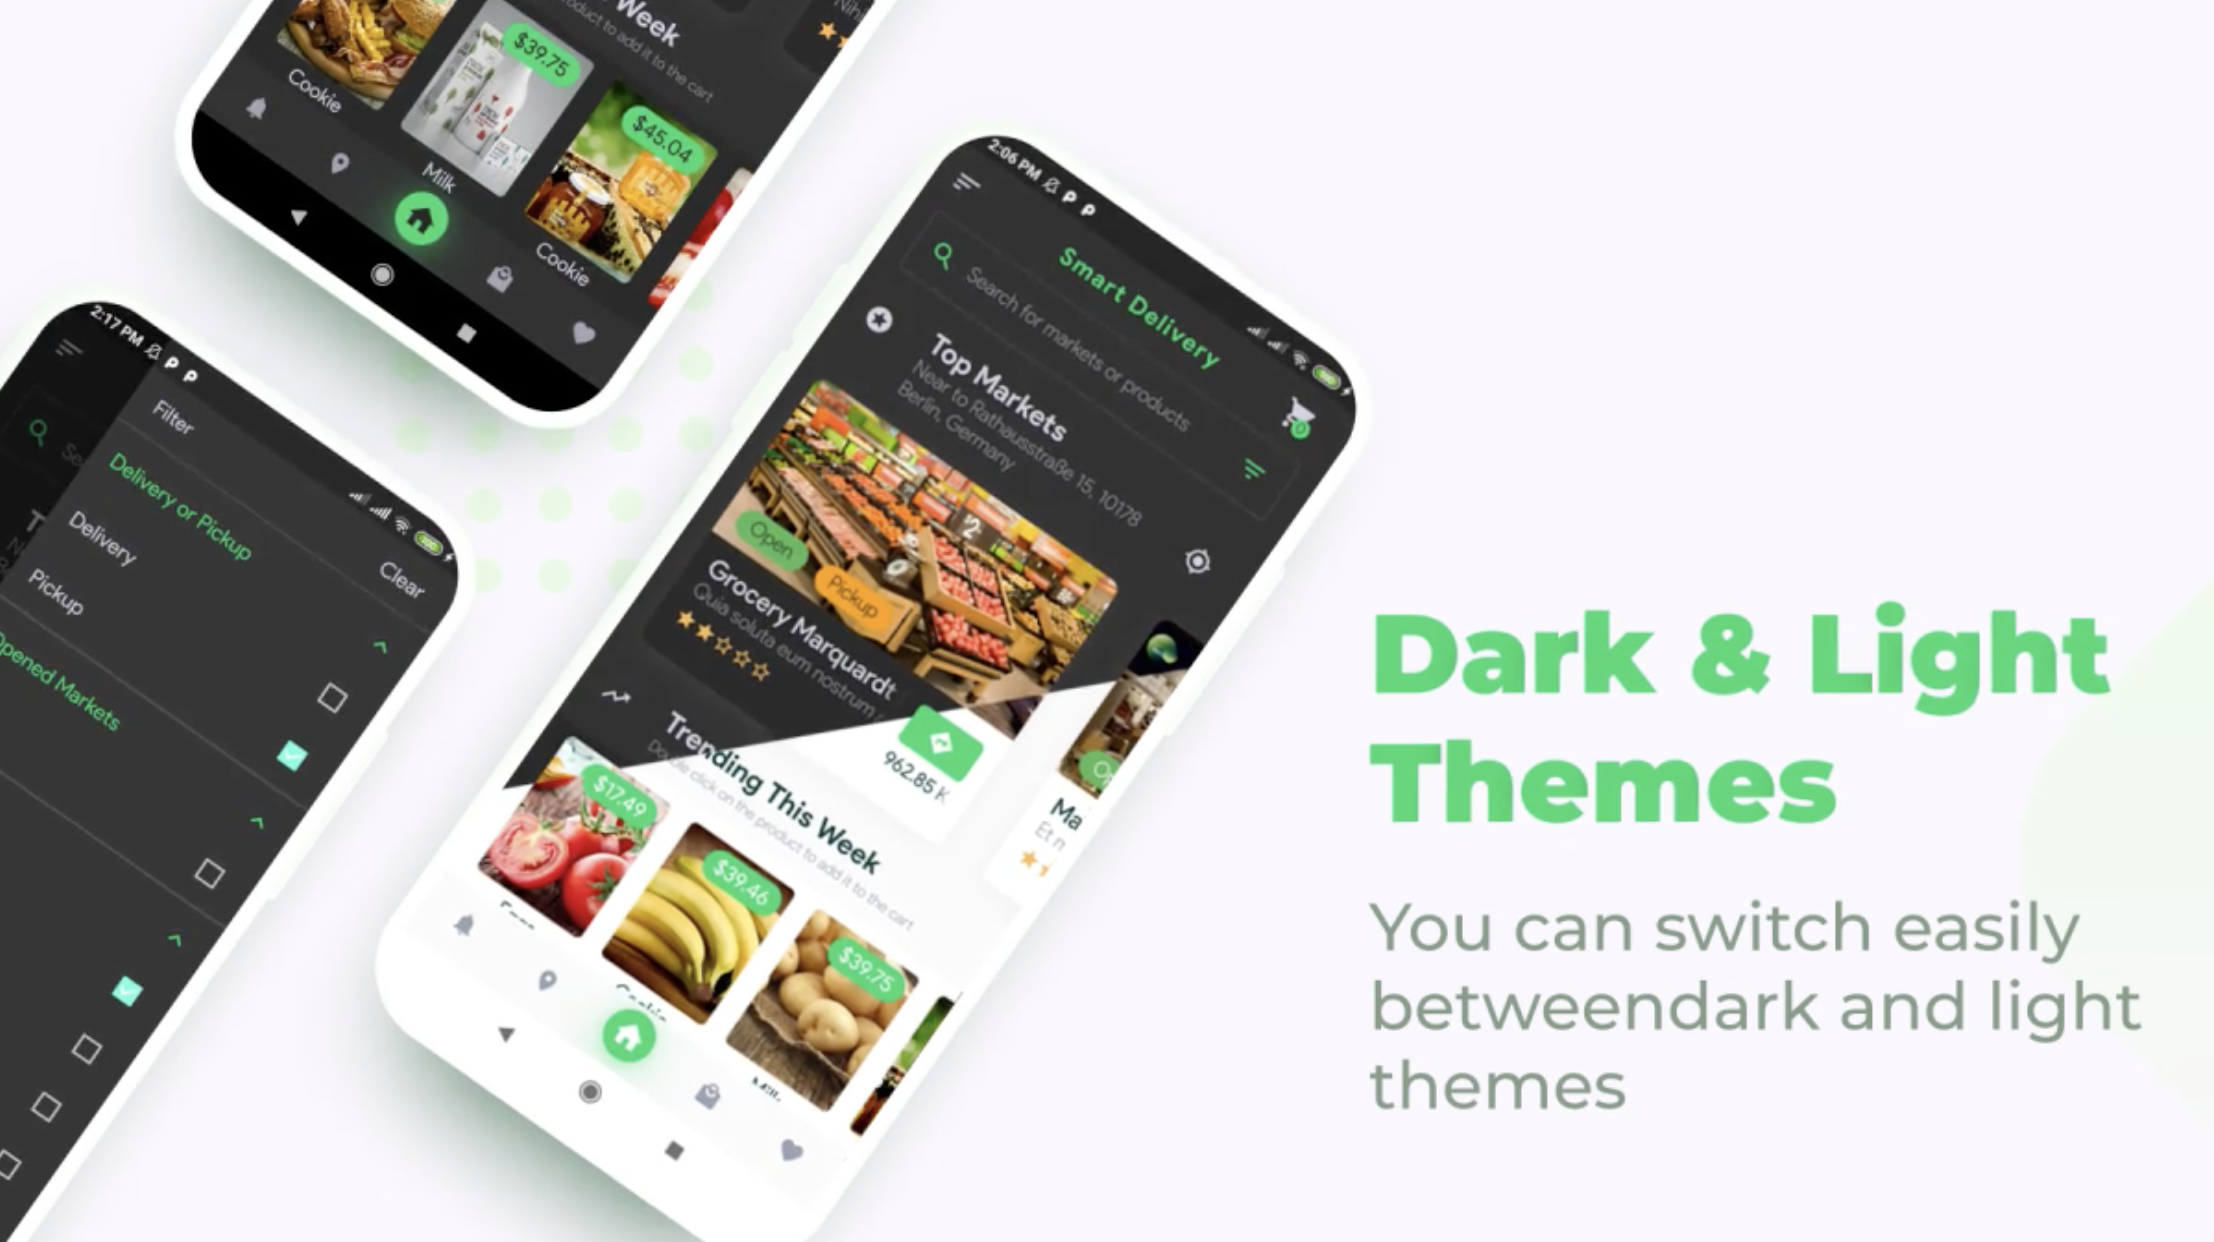 Week
product to add it to the cart
$39.75
$45.04
Cookie
Milk
Cookie
2:17 PM
Filter
Clear
Delivery or Pickup
Delivery
Pickup
Opened Markets
2:06 PM
Smart Delivery
Search for markets or products
0
Top Markets
Near to Rathausstraße 15, 10178
Berlin, Germany
$2
Open
Pickup
Grocery Marquardt
Quia soluta eum nostrum
962.85 K
Ma
Et n
Trending This Week
Double click on the product to add it to the cart
$17.49
$39.46
$39.75
Cookie
Dark & Light
Themes
You can switch easily
betweendark and light
themes